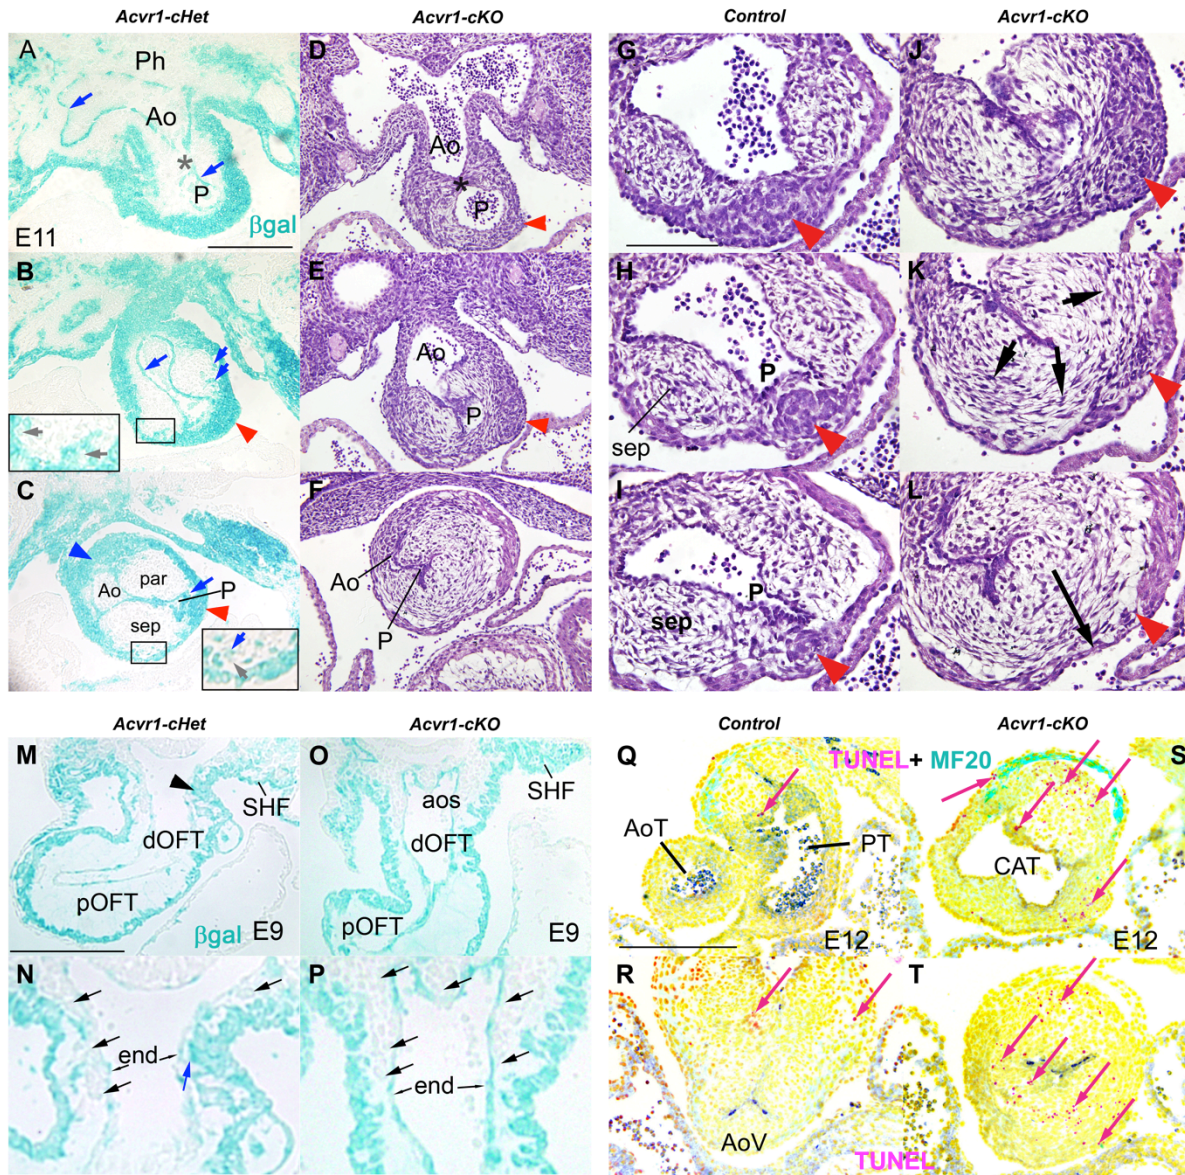 Acvr1-cHet Acvr1-cKO Control Acvr1-cKO
A Ph Ao * P E11 βgal
D Ao * P
G
J
B
E Ao P
H P sep
K
C Ao par P sep
F Ao P
I P sep
L
Acvr1-cHet Acvr1-cKO Control Acvr1-cKO
M SHF dOFT pOFT βgal E9
O SHF aos dOFT pOFT E9
Q TUNEL + MF20 S
AoT PT E12
CAT E12
N end
P end
R AoV TUNEL
T